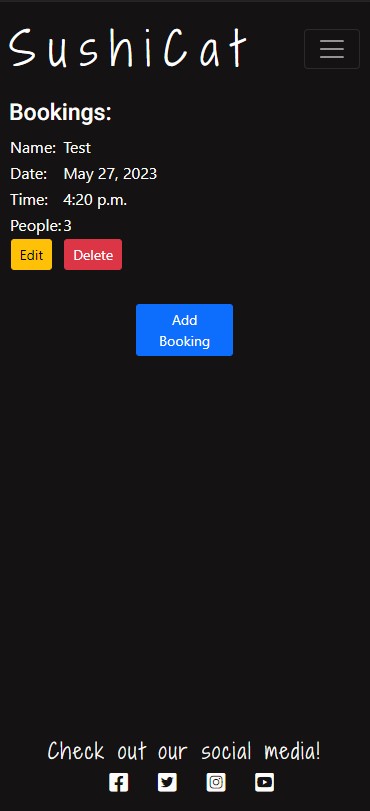 SushiCat
Bookings:
Name: Test
Date: May 27, 2023
Time: 4:20 p.m.
People: 3
Edit Delete
Add
Booking
Check out our social media!